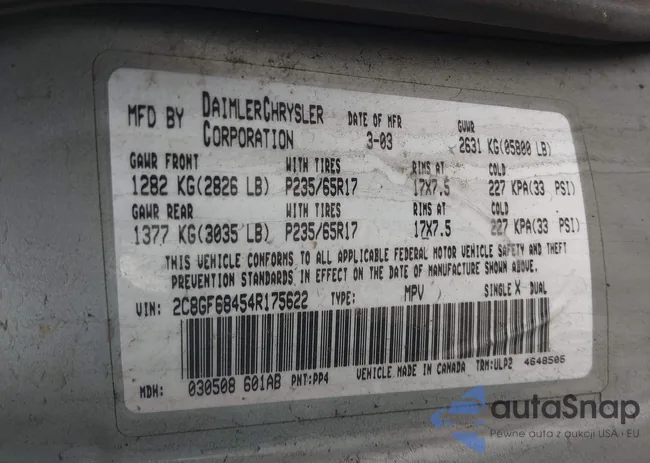 MFD BY DAIMLERCHRYSLER CORPORATION DATE OF MFR 3-03 GVWR 2631 KG(05800 LB)
GAWR FRONT WITH TIRES RIMS AT COLD
1282 KG(2826 LB) P235/65R17 17X7.5 227 KPA(33 PSI)
GAWR REAR WITH TIRES RIMS AT COLD
1377 KG(3035 LB) P235/65R17 17X7.5 227 KPA(33 PSI)
THIS VEHICLE CONFORMS TO ALL APPLICABLE FEDERAL MOTOR VEHICLE SAFETY AND THEFT
PREVENTION STANDARDS IN EFFECT ON THE DATE OF MANUFACTURE SHOWN ABOVE.
VIN: 2C8GF68454R175622 TYPE: MPV SINGLE X DUAL
MDH: 030508 601AB PNT:PP4 VEHICLE MADE IN CANADA TRM:ULP2 4648505
autaSnap
Pewne auta z aukcji USA · EU